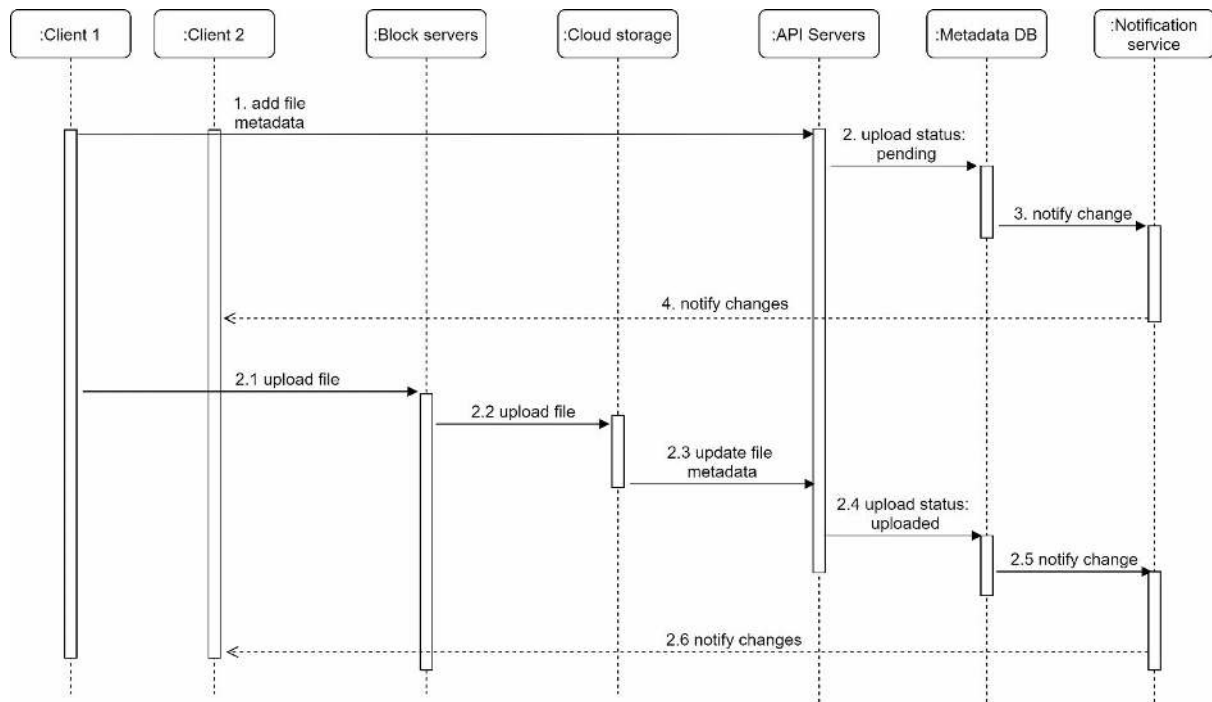 :Client 1
:Client 2
:Block servers
:Cloud storage
:API Servers
:Metadata DB
:Notification
service
1. add file
metadata
2. upload status:
pending
3. notify change
4. notify changes
2.1 upload file
2.2 upload file
2.3 update file
metadata
2.4 upload status:
uploaded
2.5 notify change
2.6 notify changes